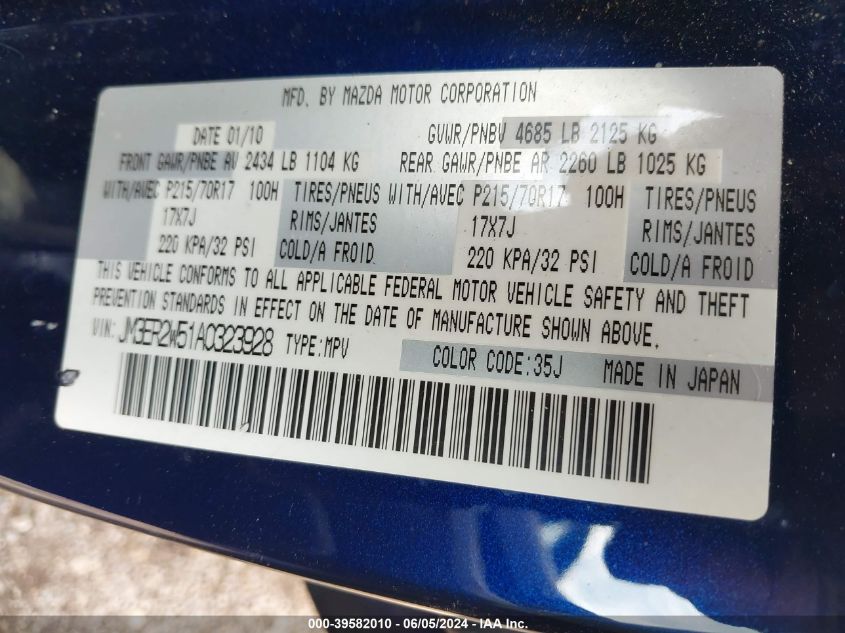 MFD. BY MAZDA MOTOR CORPORATION
DATE 01/10 GVWR/PNBV 4685 LB 2125 KG
FRONT GAWR/PNBE AV 2434 LB 1104 KG REAR GAWR/PNBE AR 2260 LB 1025 KG
WITH/AVEC P215/70R17 100H TIRES/PNEUS WITH/AVEC P215/70R17 100H TIRES/PNEUS
17X7J RIMS/JANTES 17X7J RIMS/JANTES
220 KPA/32 PSI COLD/A FROID 220 KPA/32 PSI COLD/A FROID
THIS VEHICLE CONFORMS TO ALL APPLICABLE FEDERAL MOTOR VEHICLE SAFETY AND THEFT
PREVENTION STANDARDS IN EFFECT ON THE DATE OF MANUFACTURE SHOWN ABOVE.
VIN: JM3ER2W51A0323928 TYPE:MPV COLOR CODE:35J MADE IN JAPAN
000-39582010 - 06/05/2024 - IAA Inc.